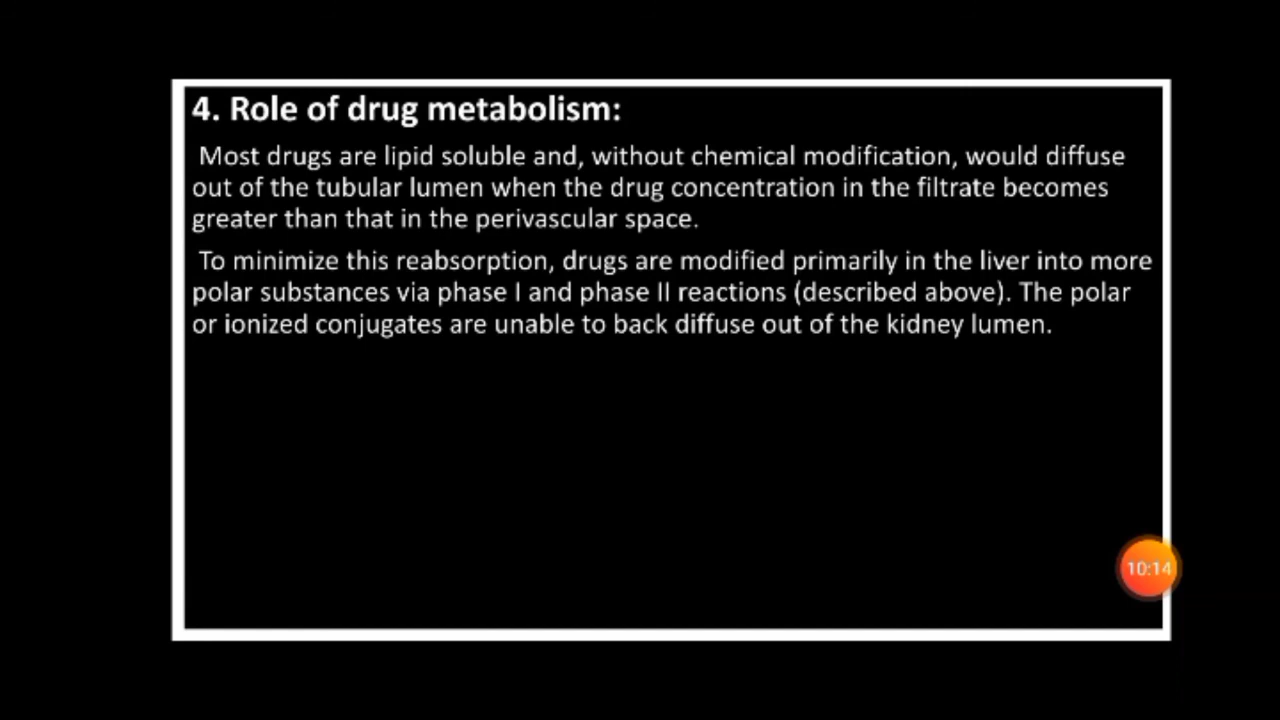 4. Role of drug metabolism:
Most drugs are lipid soluble and, without chemical modification, would diffuse
out of the tubular lumen when the drug concentration in the filtrate becomes
greater than that in the perivascular space.
To minimize this reabsorption, drugs are modified primarily in the liver into more
polar substances via phase I and phase II reactions (described above). The polar
or ionized conjugates are unable to back diffuse out of the kidney lumen.
10:14